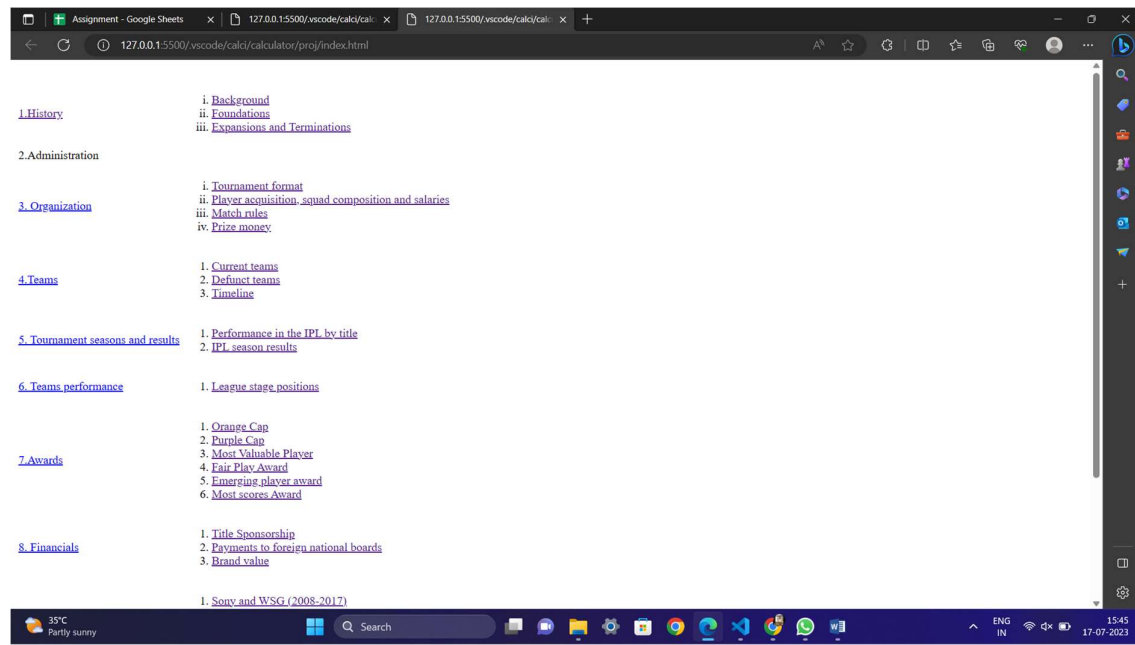 Assignment - Google Sheets
127.0.0.1:5500/.vscode/calci/calc
127.0.0.1:5500/.vscode/calci/calc
127.0.0.1:5500/.vscode/calci/calculator/proj/index.html
1.History
i. Background
ii. Foundations
iii. Expansions and Terminations
2.Administration
3. Organization
i. Tournament format
ii. Player acquisition, squad composition and salaries
iii. Match rules
iv. Prize money
4.Teams
1. Current teams
2. Defunct teams
3. Timeline
5. Tournament seasons and results
1. Performance in the IPL by title
2. IPL season results
6. Teams performance
1. League stage positions
7.Awards
1. Orange Cap
2. Purple Cap
3. Most Valuable Player
4. Fair Play Award
5. Emerging player award
6. Most scores Award
8. Financials
1. Title Sponsorship
2. Payments to foreign national boards
3. Brand value
1. Sony and WSG (2008-2017)
35°C
Partly sunny
Search
ENG
IN
15:45
17-07-2023